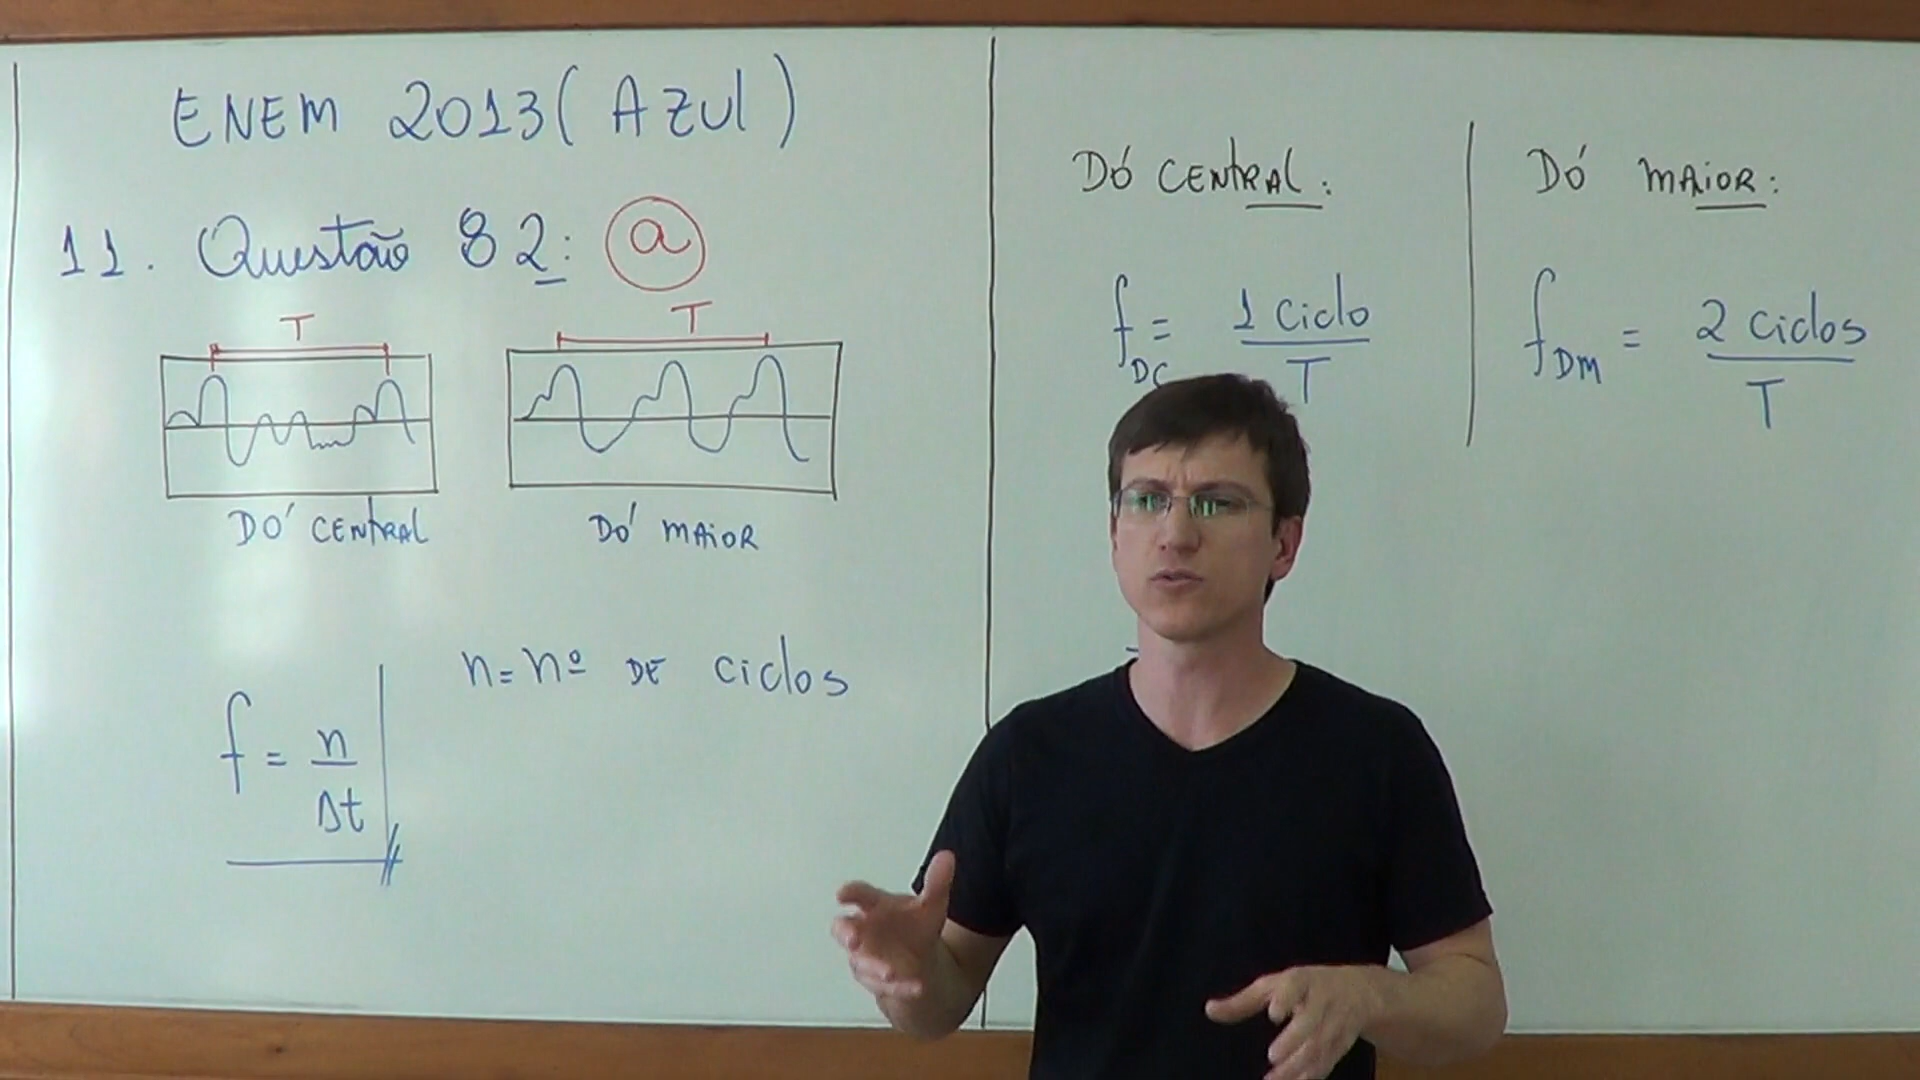 ENEM 2013 (AZUL)
11. Questão 82: a
T
T
DÓ CENTRAL
DÓ MAIOR
f = n/Δt
n = nº DE ciclos
DÓ CENTRAL:
f DC = 1 ciclo/T
DÓ MAIOR:
f DM = 2 ciclos/T